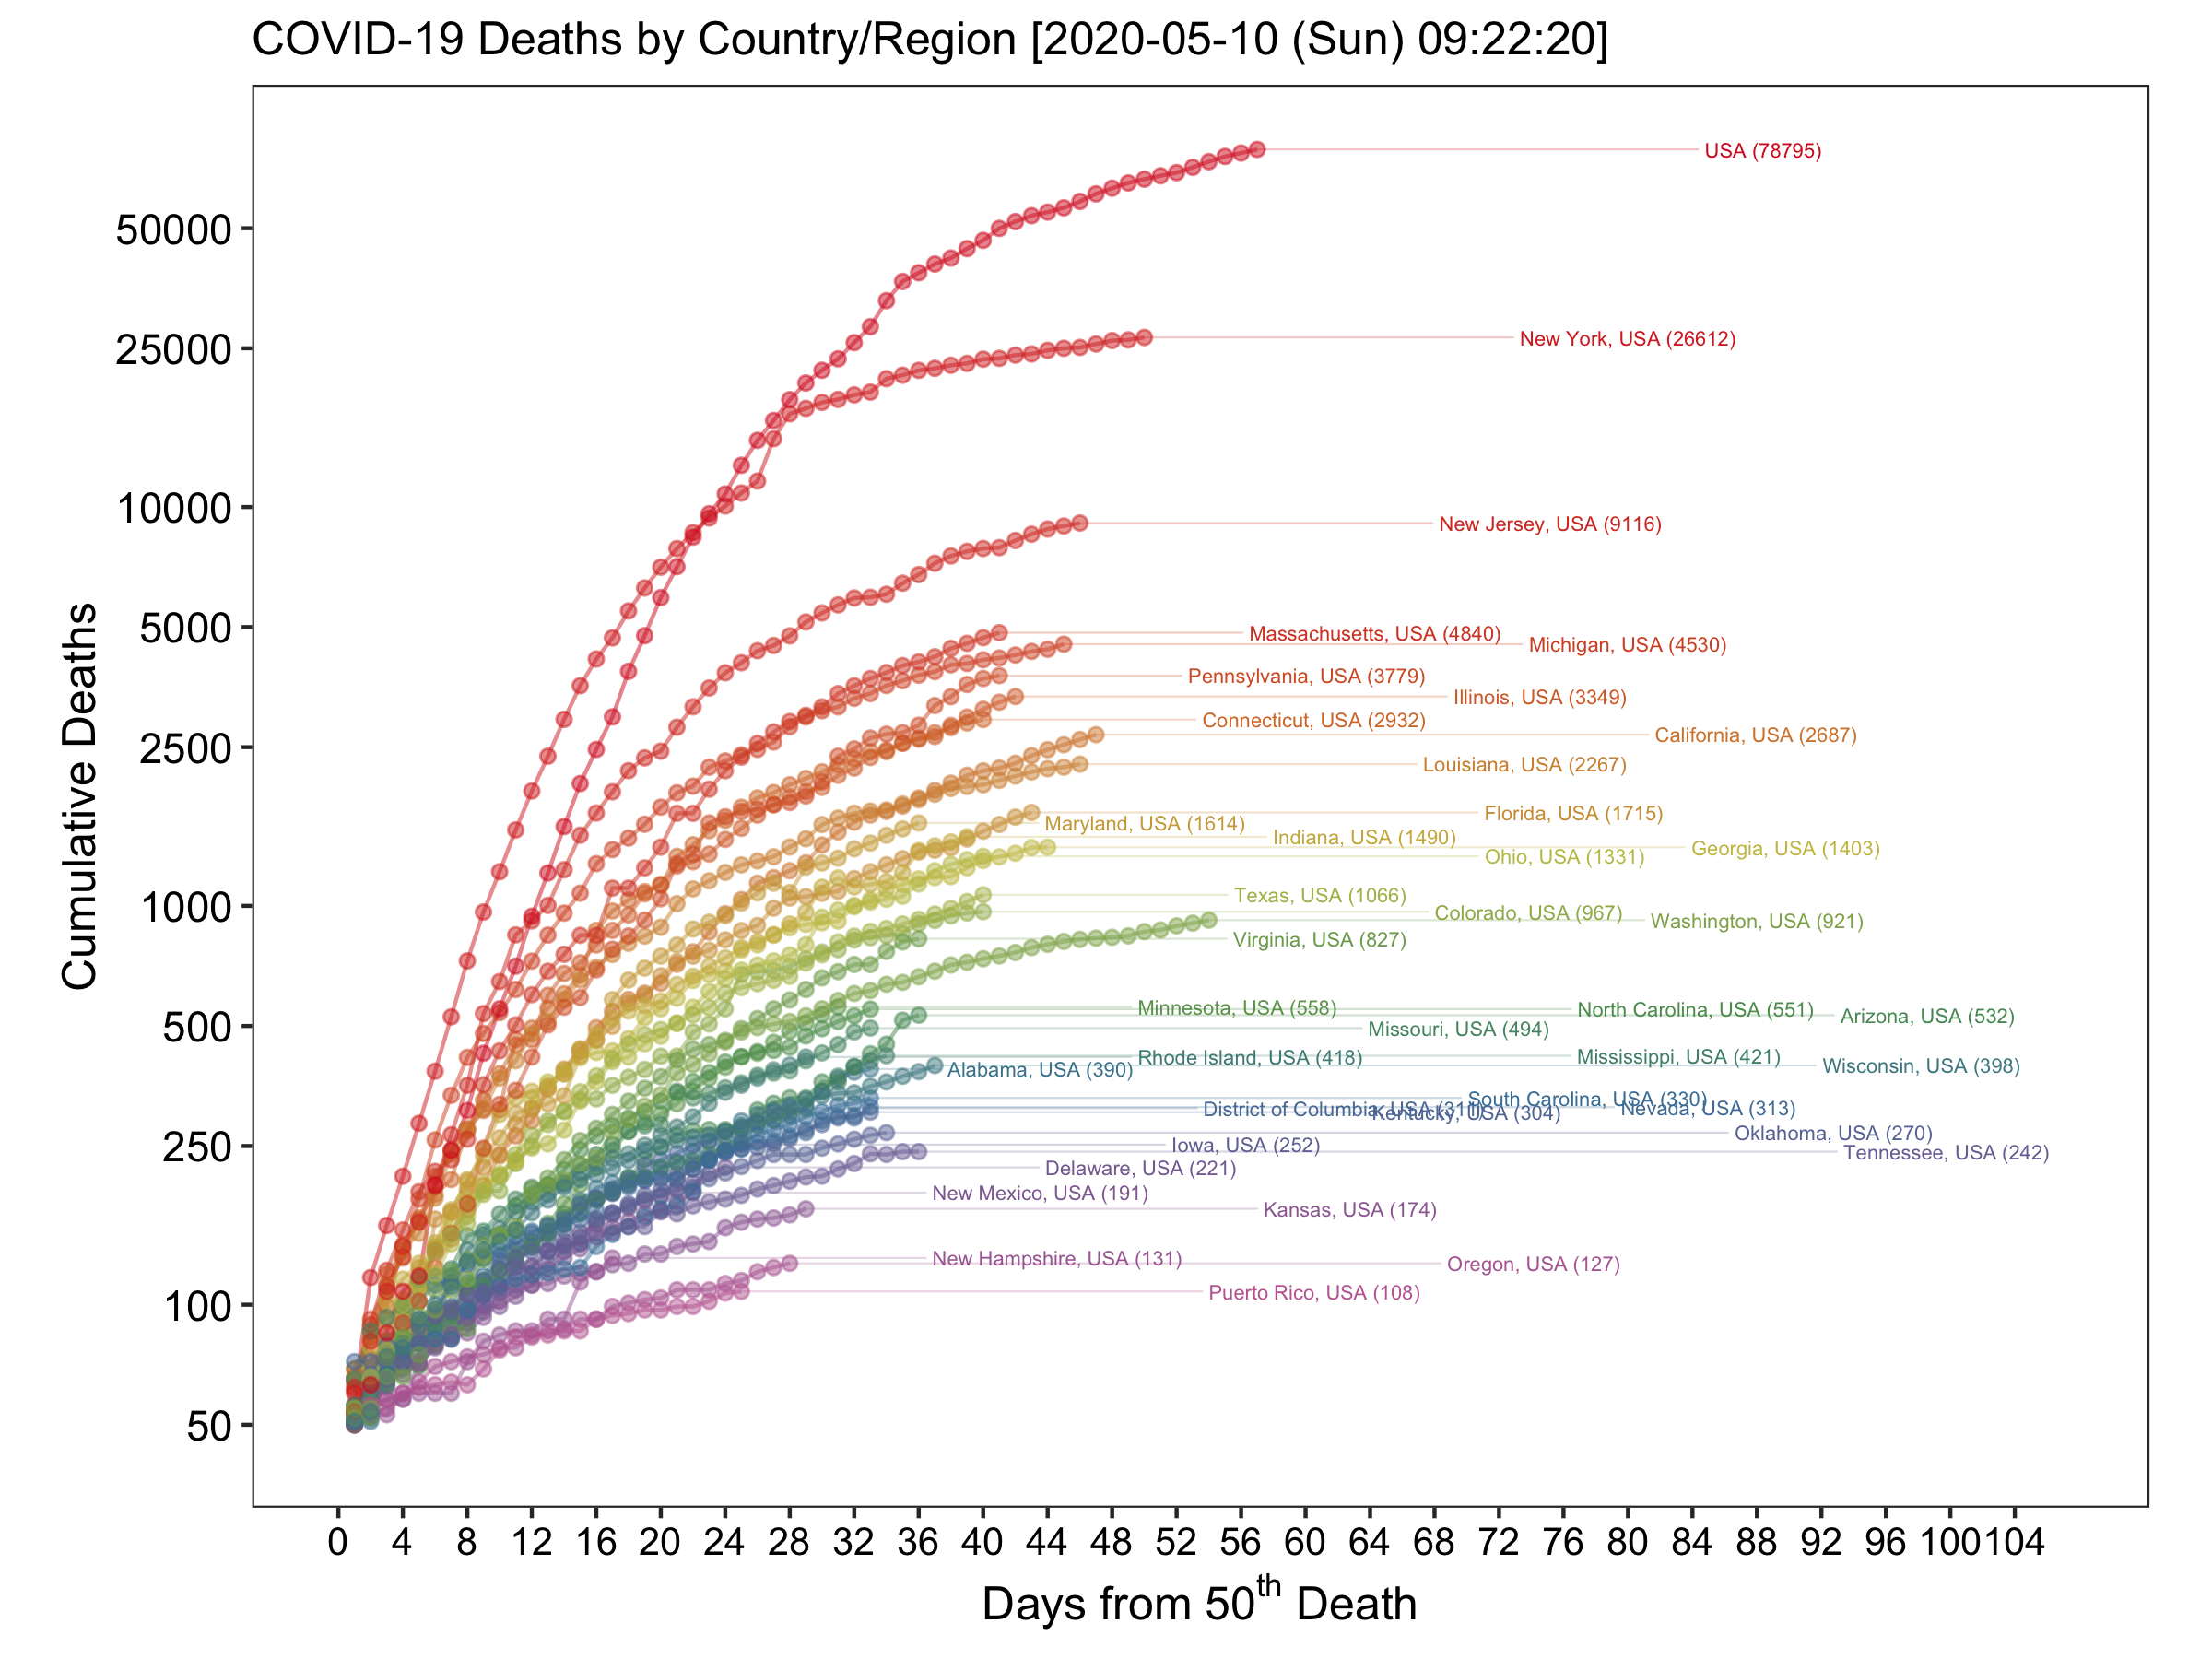 COVID-19 Deaths by Country/Region [2020-05-10 (Sun) 09:22:20]
Cumulative Deaths
50000
25000
10000
5000
2500
1000
500
250
100
50
USA (78795)
New York, USA (26612)
New Jersey, USA (9116)
Massachusetts, USA (4840)
Michigan, USA (4530)
Pennsylvania, USA (3779)
Illinois, USA (3349)
Connecticut, USA (2932)
California, USA (2687)
Louisiana, USA (2267)
Florida, USA (1715)
Maryland, USA (1614)
Indiana, USA (1490)
Georgia, USA (1403)
Ohio, USA (1331)
Texas, USA (1066)
Colorado, USA (967)
Washington, USA (921)
Virginia, USA (827)
Minnesota, USA (558)
North Carolina, USA (551)
Arizona, USA (532)
Missouri, USA (494)
Rhode Island, USA (418)
Mississippi, USA (421)
Wisconsin, USA (398)
Alabama, USA (390)
South Carolina, USA (330)
District of Columbia, USA (311)
Nevada, USA (313)
Kentucky, USA (304)
Oklahoma, USA (270)
Iowa, USA (252)
Tennessee, USA (242)
Delaware, USA (221)
New Mexico, USA (191)
Kansas, USA (174)
New Hampshire, USA (131)
Oregon, USA (127)
Puerto Rico, USA (108)
0 4 8 12 16 20 24 28 32 36 40 44 48 52 56 60 64 68 72 76 80 84 88 92 96 100 104
Days from 50th Death